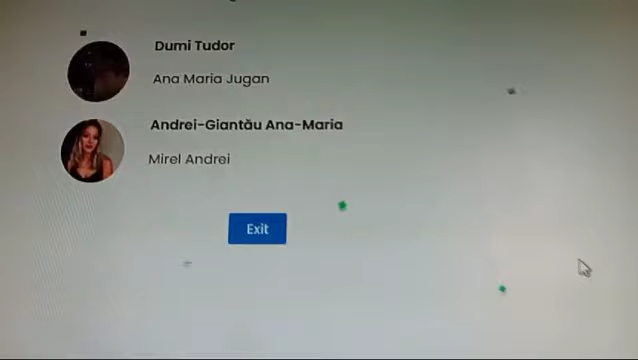 Dumi Tudor
Ana Maria Jugan
Andrei-Giantău Ana-Maria
Mirel Andrei
Exit